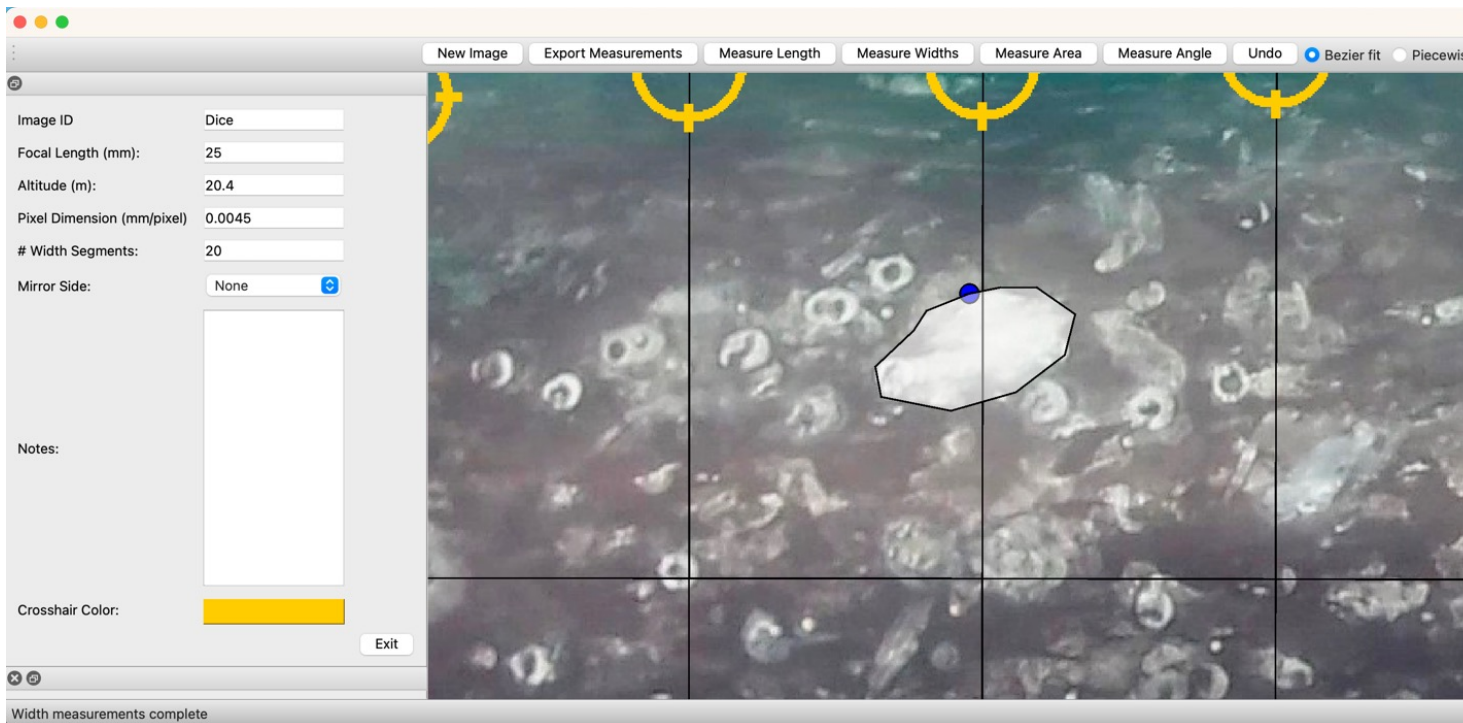 New Image Export Measurements Measure Length Measure Widths Measure Area Measure Angle Undo Bezier fit
Image ID Dice
Focal Length (mm): 25
Altitude (m): 20.4
Pixel Dimension (mm/pixel) 0.0045
# Width Segments: 20
Mirror Side: None
Notes:
Crosshair Color:
Exit
Width measurements complete